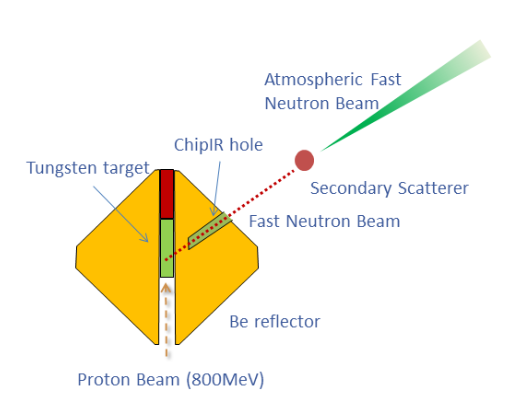 Atmospheric Fast
Neutron Beam
ChipIR hole
Tungsten target
Secondary Scatterer
Fast Neutron Beam
Be reflector
Proton Beam (800MeV)